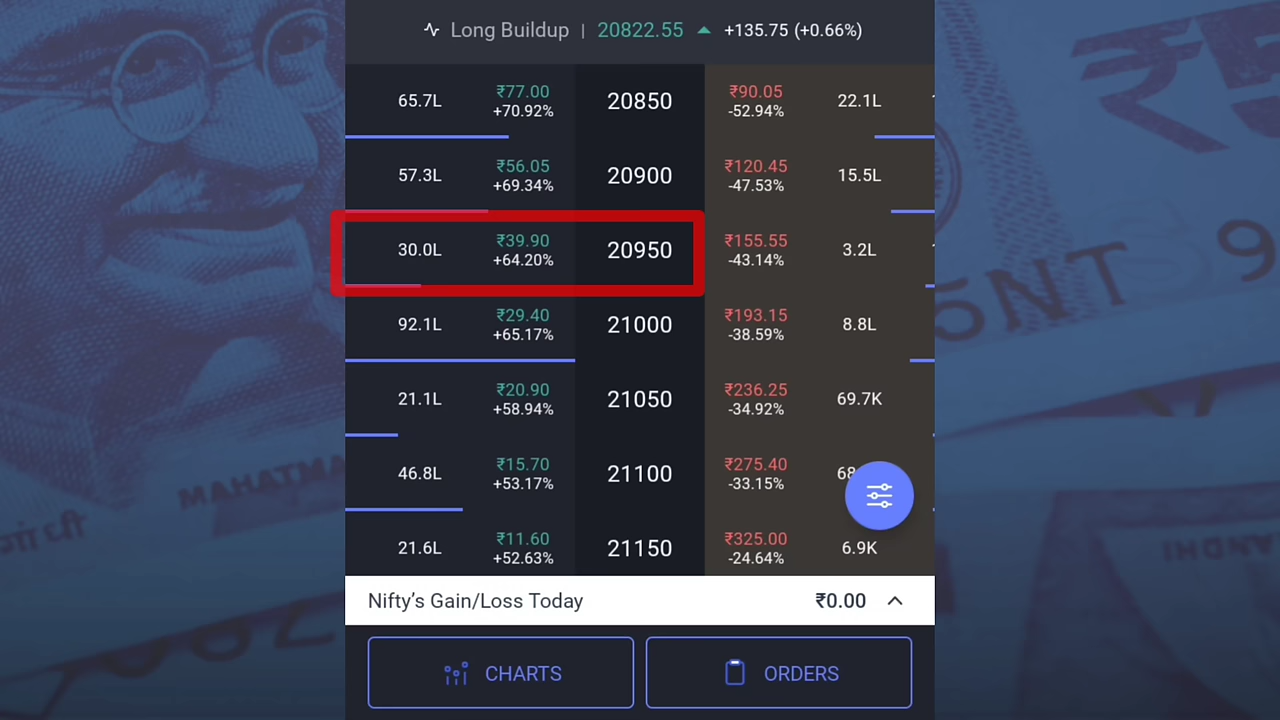 Long Buildup | 20822.55 ▲ +135.75 (+0.66%)
65.7L ₹77.00 20850 ₹90.05 22.1L
+70.92% -52.94%
57.3L ₹56.05 20900 ₹120.45 15.5L
+69.34% -47.53%
30.0L ₹39.90 20950 ₹155.55 3.2L
+64.20% -43.14%
92.1L ₹29.40 21000 ₹193.15 8.8L
+65.17% -38.59%
21.1L ₹20.90 21050 ₹236.25 69.7K
+58.94% -34.92%
46.8L ₹15.70 21100 ₹275.40
+53.17% -33.15%
21.6L ₹11.60 21150 ₹325.00 6.9K
+52.63% -24.64%
Nifty’s Gain/Loss Today ₹0.00
CHARTS ORDERS